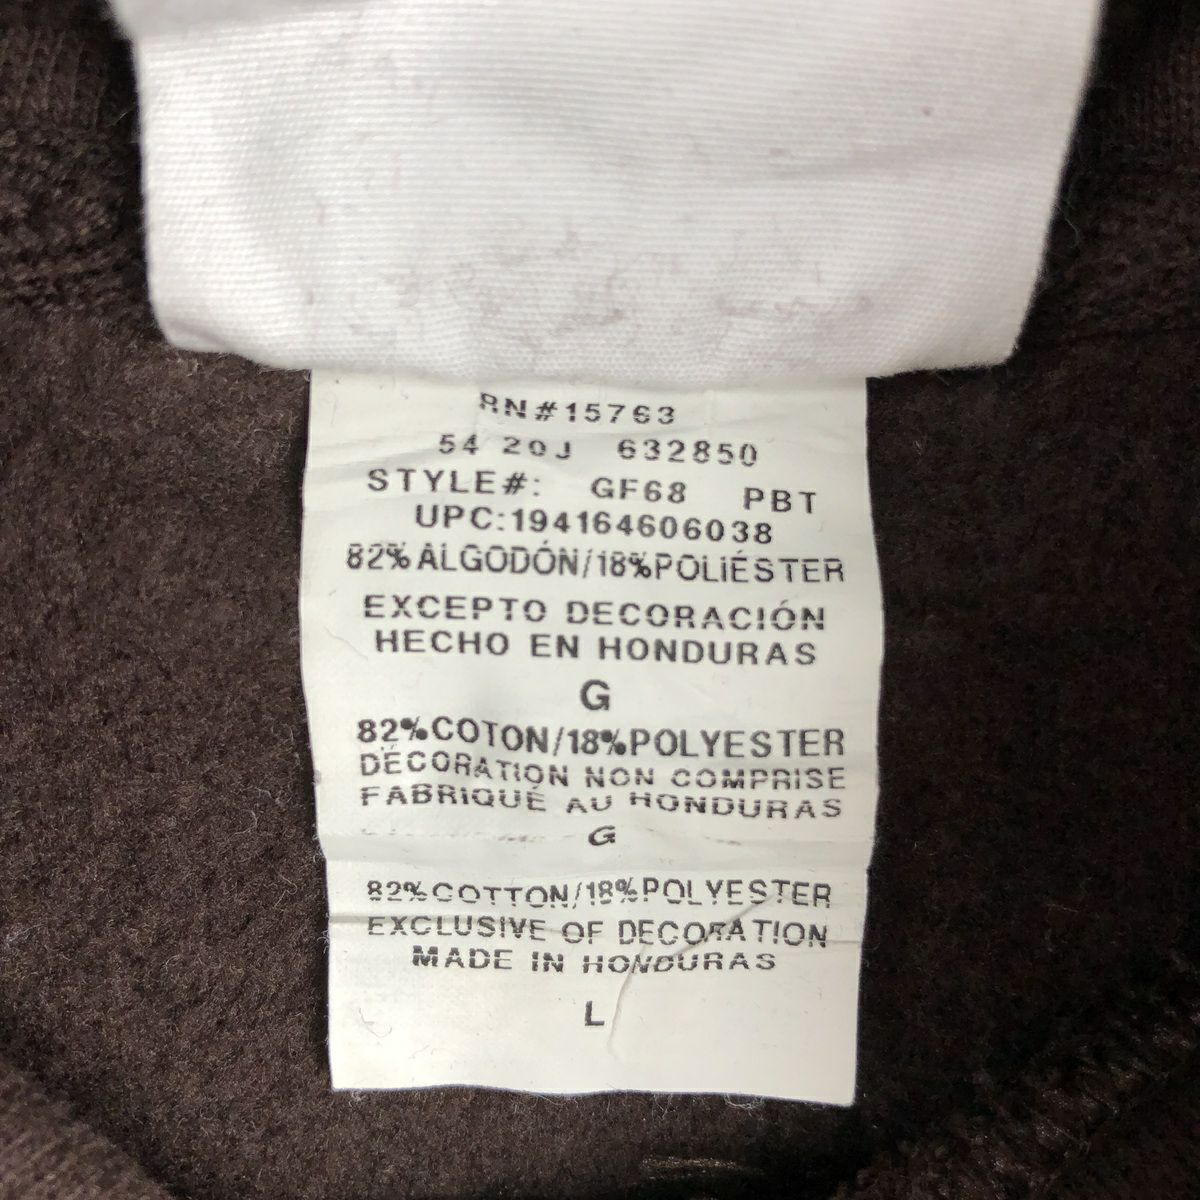 RN#15763
54 20J 632850
STYLE#: GF68 PBT
UPC:194164606038
82% ALGODÓN/18%POLIÉSTER
EXCEPTO DECORACIÓN
HECHO EN HONDURAS
G
82%COTON/18%POLYESTER
DÉCORATION NON COMPRISE
FABRIQUÉ AU HONDURAS
G
82%COTTON/18%POLYESTER
EXCLUSIVE OF DECORATION
MADE IN HONDURAS
L